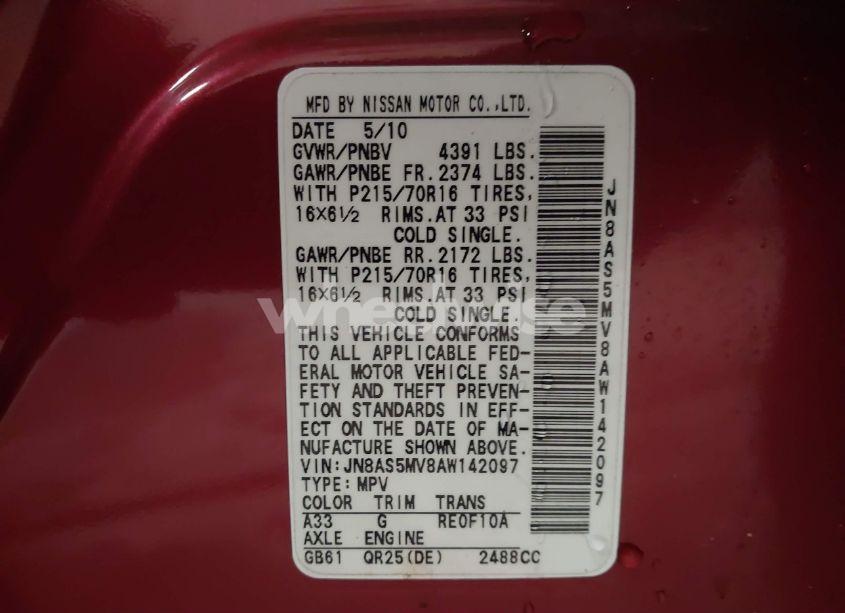 MFD BY NISSAN MOTOR CO.,LTD.
DATE 5/10
GVWR/PNBV 4391 LBS.
GAWR/PNBE FR. 2374 LBS.
WITH P215/70R16 TIRES,
16X6½ RIMS. AT 33 PSI
COLD SINGLE.
GAWR/PNBE RR. 2172 LBS.
WITH P215/70R16 TIRES,
16X6½ RIMS. AT 33 PSI
COLD SINGLE.
THIS VEHICLE CONFORMS
TO ALL APPLICABLE FED-
ERAL MOTOR VEHICLE SA-
FETY AND THEFT PREVEN-
TION STANDARDS IN EFF-
ECT ON THE DATE OF MA-
NUFACTURE SHOWN ABOVE.
VIN:JN8AS5MV8AW142097
TYPE:MPV
COLOR TRIM TRANS
A33 G RE0F10A
AXLE ENGINE
GB61 QR25(DE) 2488CC
JN8AS5MV8AW142097